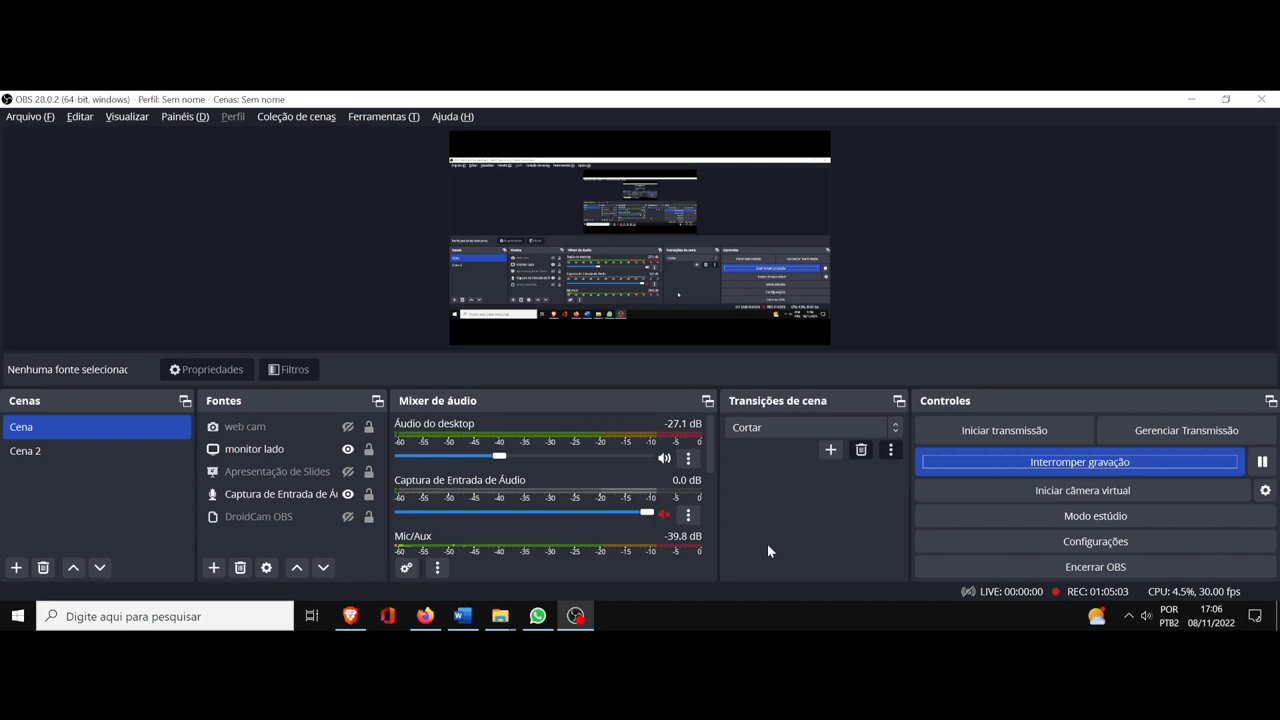 OBS 28.0.2 (64-bit, windows) - Perfil: Sem nome - Cenas: Sem nome
Arquivo (F) Editar Visualizar Painéis (D) Perfil Coleção de cenas Ferramentas (T) Ajuda (H)
Nenhuma fonte selecionac Propriedades Filtros
Cenas
Cena
Cena 2
Fontes
web cam
monitor lado
Apresentação de Slides
Captura de Entrada de Áu
DroidCam OBS
Mixer de áudio
Áudio do desktop -27.1 dB
-60 -55 -50 -45 -40 -35 -30 -25 -20 -15 -10 -5 0
Captura de Entrada de Áudio 0.0 dB
-60 -55 -50 -45 -40 -35 -30 -25 -20 -15 -10 -5 0
Mic/Aux -39.8 dB
-60 -55 -50 -45 -40 -35 -30 -25 -20 -15 -10 -5 0
Transições de cena
Cortar
Controles
Iniciar transmissão Gerenciar Transmissão
Interromper gravação
Iniciar câmera virtual
Modo estúdio
Configurações
Encerrar OBS
LIVE: 00:00:00 REC: 01:05:03 CPU: 4.5%, 30.00 fps
Digite aqui para pesquisar
POR
PTB2
17:06
08/11/2022